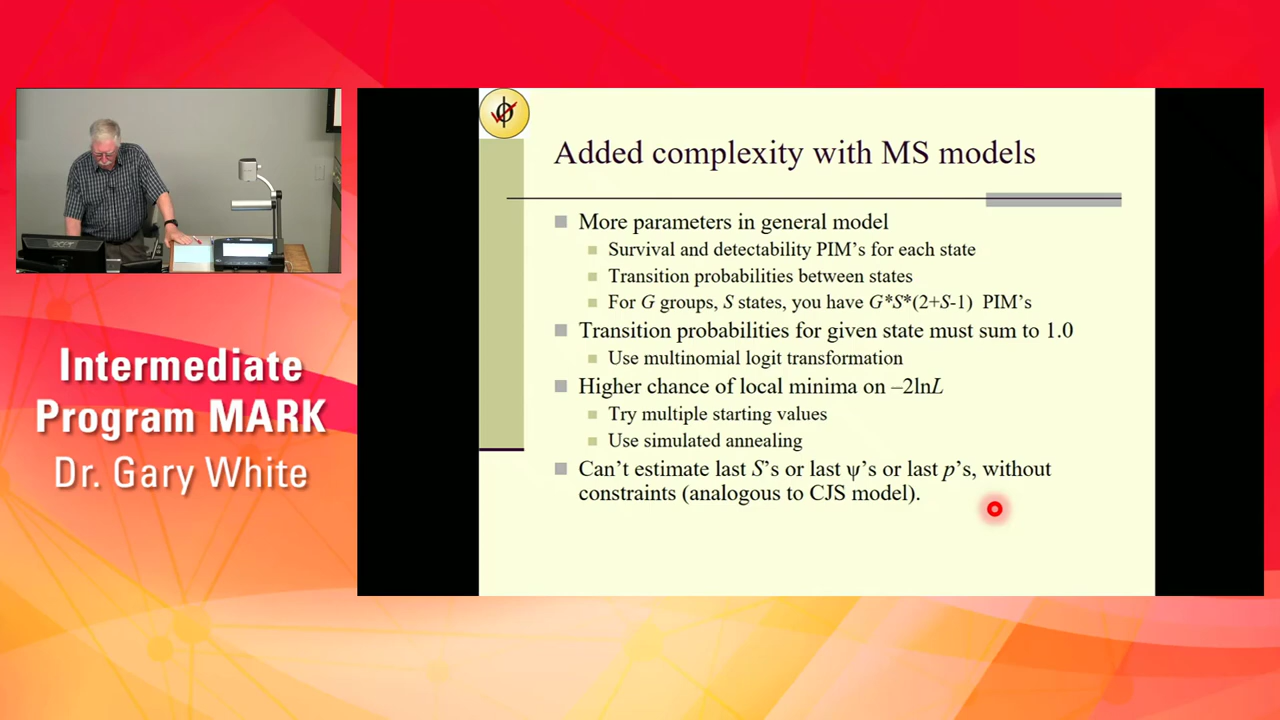 Added complexity with MS models
More parameters in general model
Survival and detectability PIM’s for each state
Transition probabilities between states
For G groups, S states, you have G*S*(2+S-1) PIM’s
Transition probabilities for given state must sum to 1.0
Use multinomial logit transformation
Higher chance of local minima on –2lnL
Try multiple starting values
Use simulated annealing
Can’t estimate last S’s or last ψ’s or last p’s, without
constraints (analogous to CJS model).
Intermediate
Program MARK
Dr. Gary White